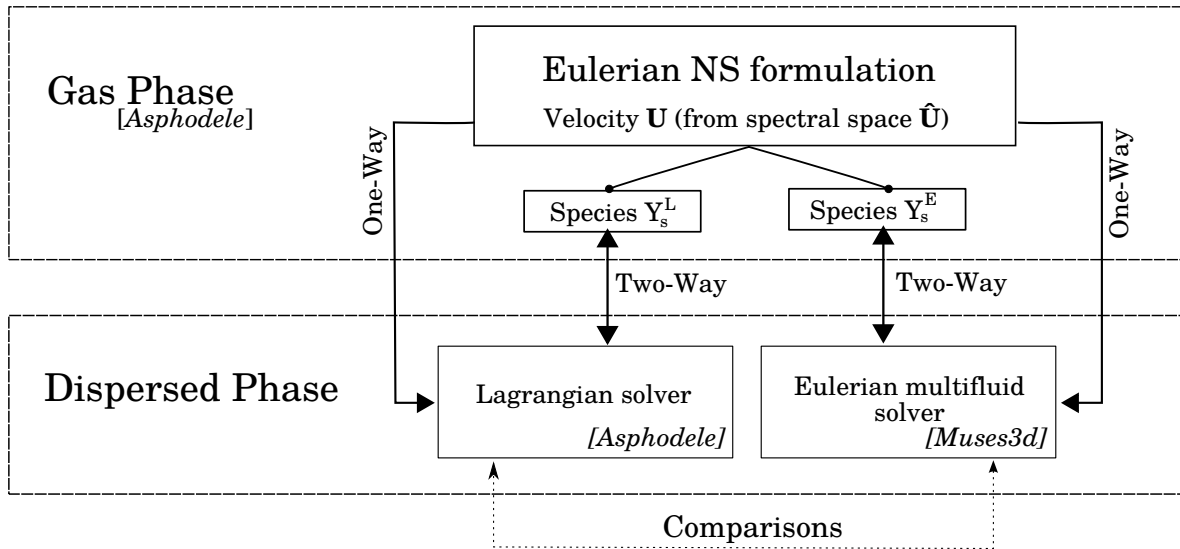 Eulerian NS formulation
Gas Phase
[Asphodele]
Velocity U (from spectral space Û)
One-Way
One-Way
Species Y_s^L
Species Y_s^E
Two-Way
Two-Way
Dispersed Phase
Lagrangian solver
[Asphodele]
Eulerian multifluid
solver
[Muses3d]
Comparisons